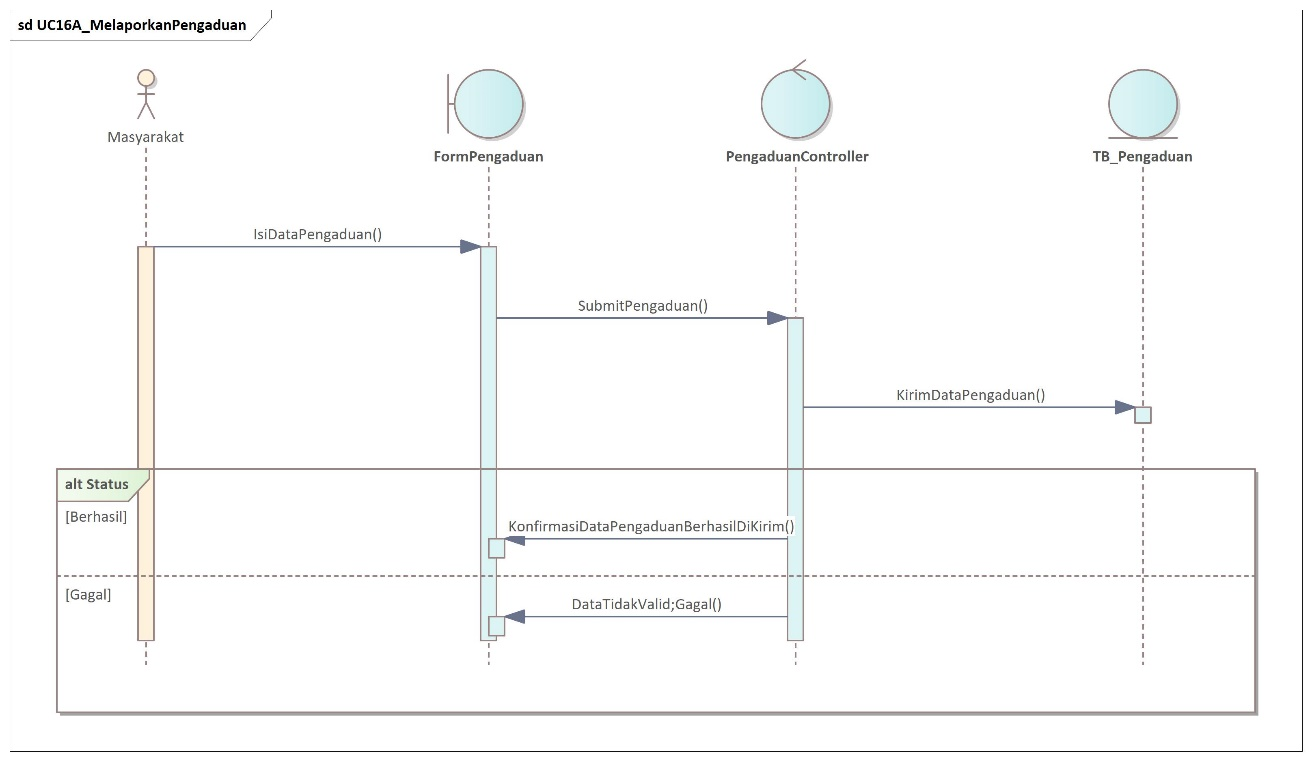 sd UC16A_MelaporkanPengaduan
Masyarakat
FormPengaduan
PengaduanController
TB_Pengaduan
IsiDataPengaduan()
SubmitPengaduan()
KirimDataPengaduan()
alt Status
[Berhasil]
KonfirmasiDataPengaduanBerhasilDiKirim()
[Gagal]
DataTidakValid;Gagal()